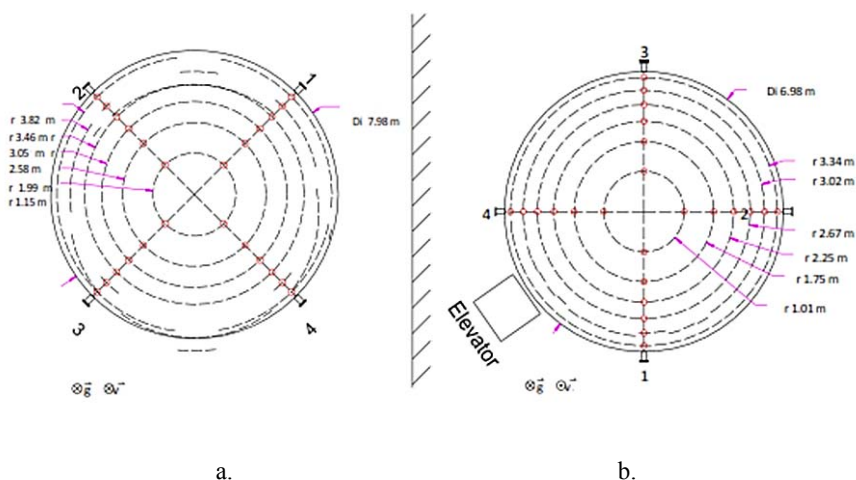 2
1
r 3.82 m
r 3.46 m r
3.05 m r
2.58 m
r 1.99 m
r 1.15 m
Di 7.98 m
3
4
⊗g⃗ ⊙v⃗
a.
3
Di 6.98 m
r 3.34 m
r 3.02 m
4
2
r 2.67 m
r 2.25 m
r 1.75 m
r 1.01 m
Elevator
1
⊗g⃗ ⊙v⃗
b.